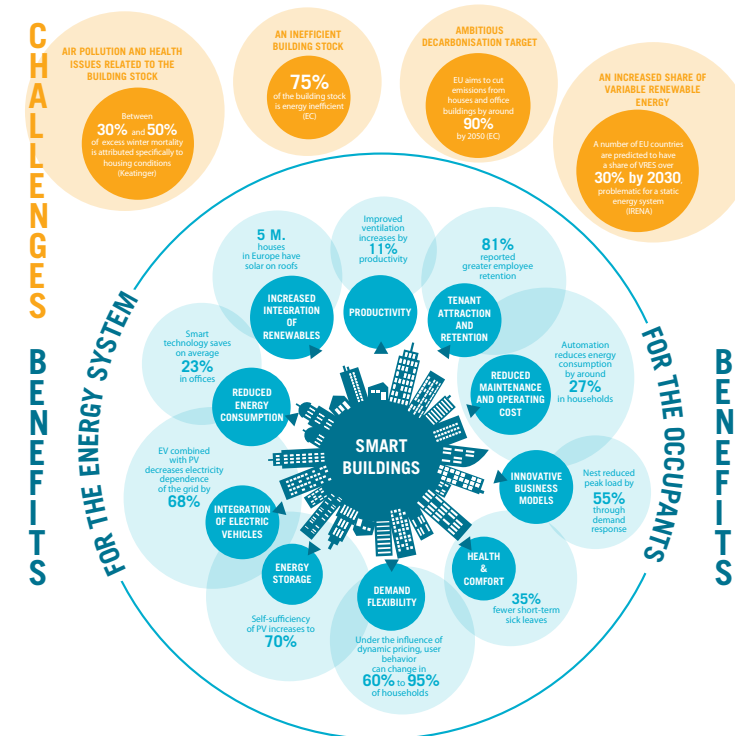 CHALLENGES
AIR POLLUTION AND HEALTH
ISSUES RELATED TO THE
BUILDING STOCK
Between
30% and 50%
of excess winter mortality
is attributed specifically to
housing conditions
(Keatinger)
AN INEFFICIENT
BUILDING STOCK
75%
of the building stock
is energy inefficient
(EC)
AMBITIOUS
DECARBONISATION TARGET
EU aims to cut
emissions from
houses and office
buildings by around
90%
by 2050 (EC)
AN INCREASED SHARE OF
VARIABLE RENEWABLE
ENERGY
A number of EU countries
are predicted to have
a share of VRES over
30% by 2030,
problematic for a static
energy system
(IRENA)
BENEFITS
FOR THE ENERGY SYSTEM
5 M.
houses
in Europe have
solar on roofs
INCREASED
INTEGRATION
OF
RENEWABLES
Smart
technology saves
on average
23%
in offices
REDUCED
ENERGY
CONSUMPTION
EV combined
with PV
decreases electricity
dependence
of the grid by
68%
INTEGRATION
OF ELECTRIC
VEHICLES
ENERGY
STORAGE
Self-sufficiency
of PV increases to
70%
DEMAND
FLEXIBILITY
Under the influence of
dynamic pricing, user
behavior
can change in
60% to 95%
of households
SMART
BUILDINGS
Improved
ventilation
increases by
11%
productivity
PRODUCTIVITY
81%
reported
greater employee
retention
TENANT
ATTRACTION
AND
RETENTION
Automation
reduces energy
consumption
by around
27%
in households
REDUCED
MAINTENANCE
AND OPERATING
COST
INNOVATIVE
BUSINESS
MODELS
Nest reduced
peak load by
55%
through
demand
response
HEALTH
&
COMFORT
35%
fewer short-term
sick leaves
FOR THE OCCUPANTS
BENEFITS